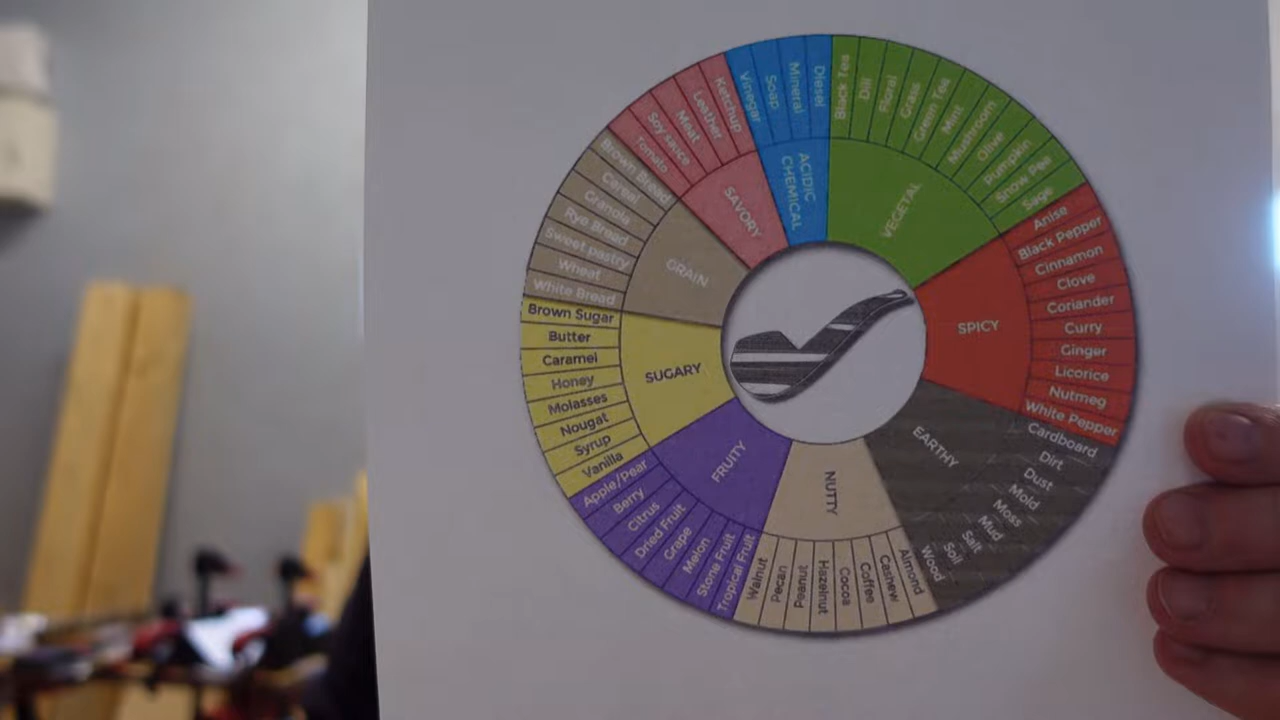 ACIDIC
CHEMICAL
Vinegar
Soap
Mineral
Diesel
VEGETAL
Black Tea
Dill
Floral
Grass
Green Tea
Mint
Mushroom
Olive
Pumpkin
Snow Pee
Sage
SPICY
Anise
Black Pepper
Cinnamon
Clove
Coriander
Curry
Ginger
Licorice
Nutmeg
White Pepper
EARTHY
Cardboard
Dirt
Dust
Mold
Moss
Mud
Salt
Soil
Wood
NUTTY
Almond
Cashew
Coffee
Cocoa
Hazelnut
Peanut
Pecan
Walnut
FRUITY
Tropical Fruit
Stone Fruit
Melon
Grape
Dried Fruit
Citrus
Berry
Apple/Pear
SUGARY
Vanilla
Syrup
Nougat
Molasses
Honey
Caramel
Butter
Brown Sugar
GRAIN
White Bread
Wheat
Sweet pastry
Rye Bread
Granola
Cereal
Brown Bread
SAVORY
Tomato
Soy sauce
Meat
Leather
Ketchup